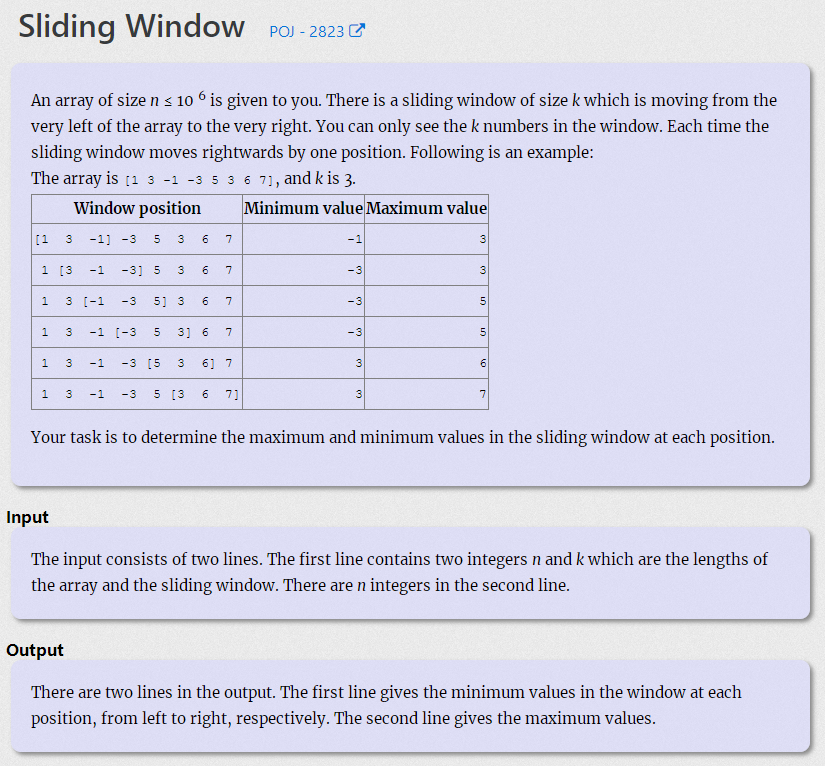 Sliding Window POJ - 2823
An array of size n ≤ 10 6 is given to you. There is a sliding window of size k which is moving from the
very left of the array to the very right. You can only see the k numbers in the window. Each time the
sliding window moves rightwards by one position. Following is an example:
The array is [1 3 -1 -3 5 3 6 7], and k is 3.
Window position Minimum value Maximum value
[1 3 -1] -3 5 3 6 7 -1 3
1 [3 -1 -3] 5 3 6 7 -3 3
1 3 [-1 -3 5] 3 6 7 -3 5
1 3 -1 [-3 5 3] 6 7 -3 5
1 3 -1 -3 [5 3 6] 7 3 6
1 3 -1 -3 5 [3 6 7] 3 7
Your task is to determine the maximum and minimum values in the sliding window at each position.
Input
The input consists of two lines. The first line contains two integers n and k which are the lengths of
the array and the sliding window. There are n integers in the second line.
Output
There are two lines in the output. The first line gives the minimum values in the window at each
position, from left to right, respectively. The second line gives the maximum values.